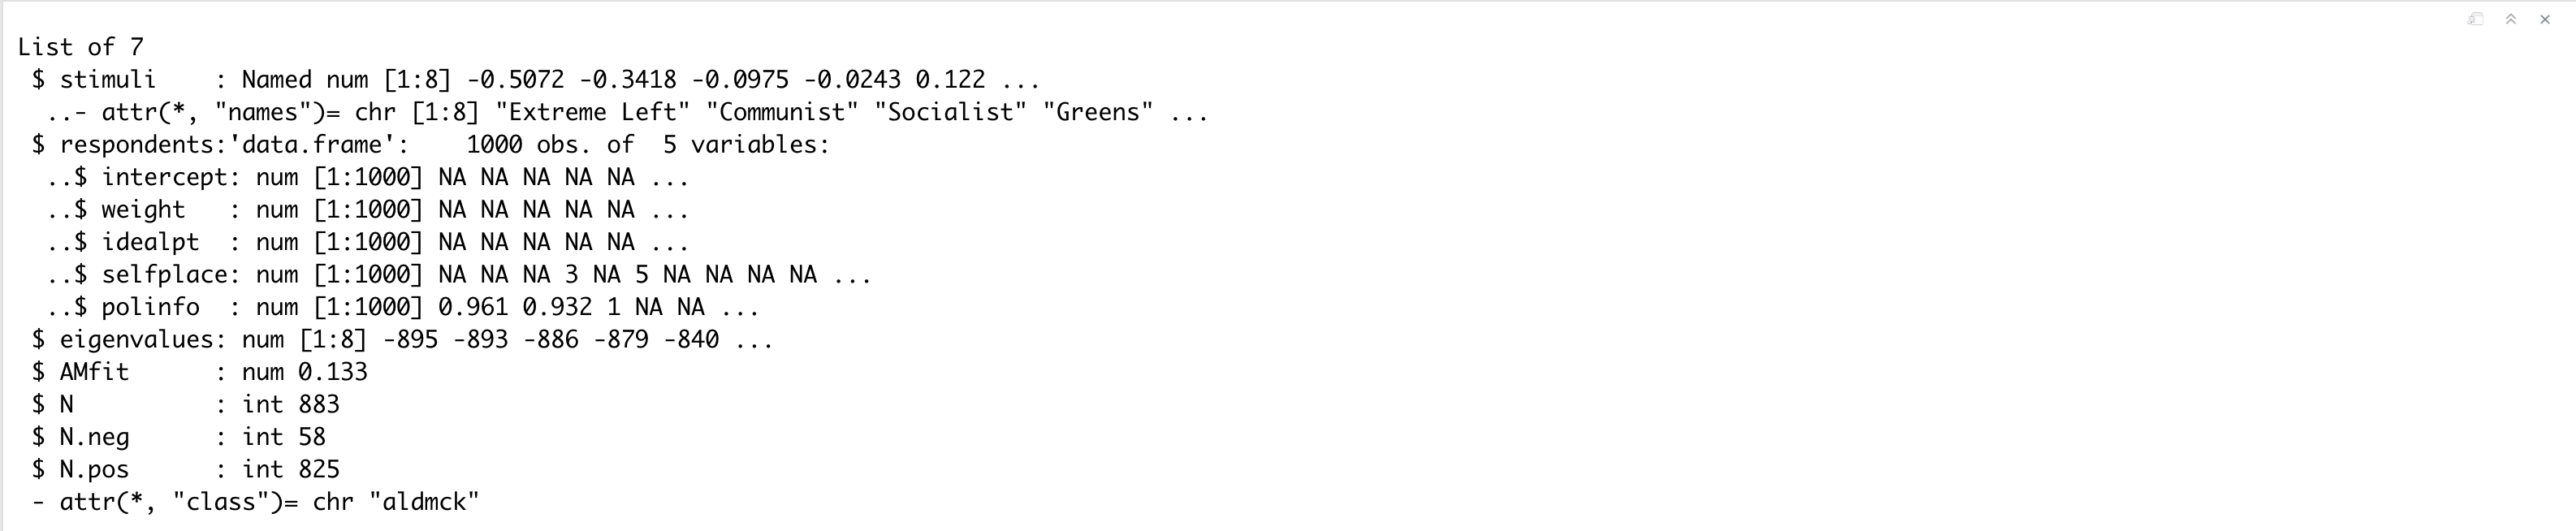 List of 7
 $ stimuli    : Named num [1:8] -0.5072 -0.3418 -0.0975 -0.0243 0.122 ...
  ..- attr(*, "names")= chr [1:8] "Extreme Left" "Communist" "Socialist" "Greens" ...
 $ respondents:'data.frame':    1000 obs. of  5 variables:
  ..$ intercept: num [1:1000] NA NA NA NA NA ...
  ..$ weight   : num [1:1000] NA NA NA NA NA ...
  ..$ idealpt  : num [1:1000] NA NA NA NA NA ...
  ..$ selfplace: num [1:1000] NA NA NA 3 NA 5 NA NA NA NA ...
  ..$ polinfo  : num [1:1000] 0.961 0.932 1 NA NA ...
 $ eigenvalues: num [1:8] -895 -893 -886 -879 -840 ...
 $ AMfit      : num 0.133
 $ N          : int 883
 $ N.neg      : int 58
 $ N.pos      : int 825
 - attr(*, "class")= chr "aldmck"